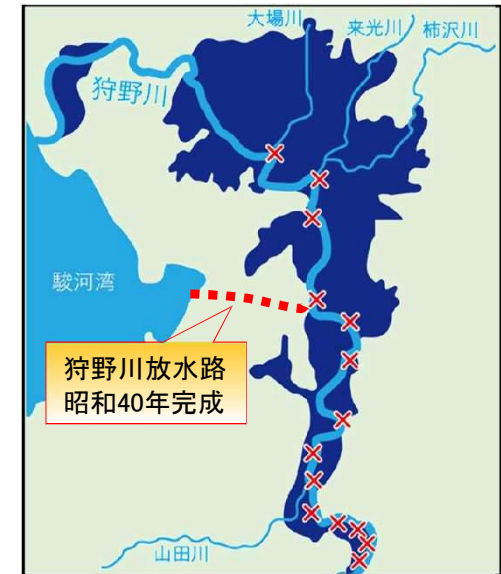 大場川
来光川
柿沢川
狩野川
駿河湾
狩野川放水路
昭和40年完成
山田川